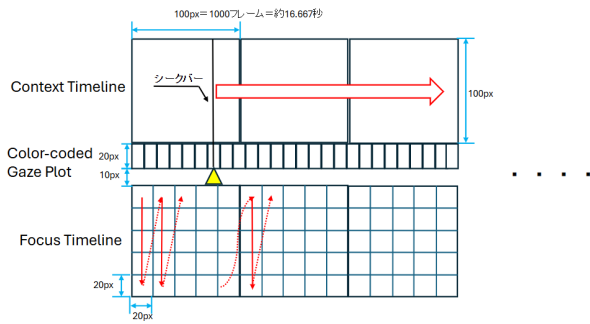 100px＝1000フレーム＝約16.667秒
Context Timeline
シークバー
100px
Color-coded
Gaze Plot
20px
10px
Focus Timeline
20px
20px